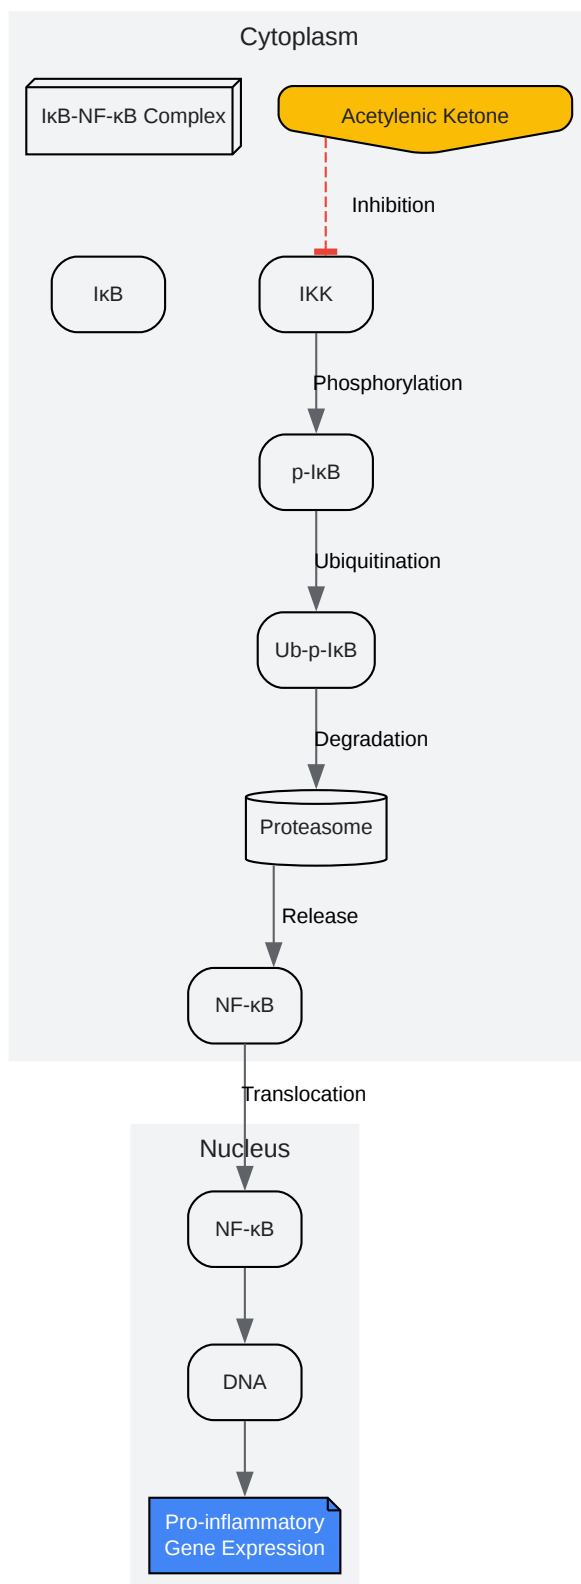 Cytoplasm
IκB-NF-κB Complex
Acetylenic Ketone
Inhibition
IκB
IKK
Phosphorylation
p-IκB
Ubiquitination
Ub-p-IκB
Degradation
Proteasome
Release
NF-κB
Translocation
Nucleus
NF-κB
DNA
Pro-inflammatory
Gene Expression